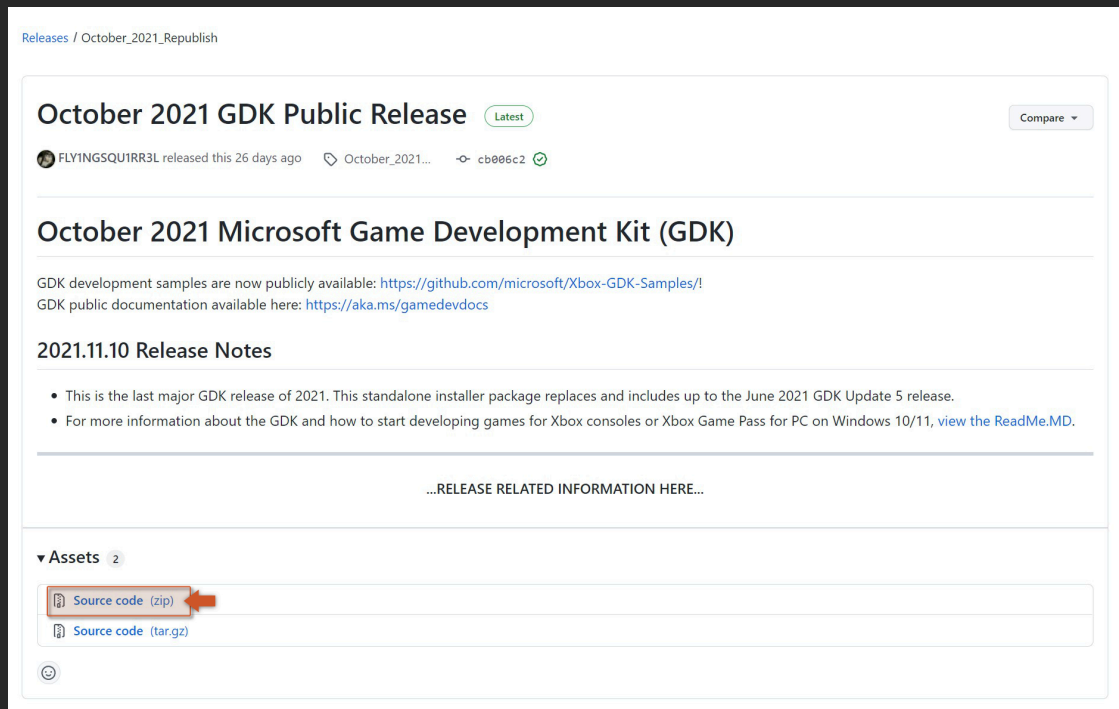 Releases / October_2021_Republish
October 2021 GDK Public Release Latest Compare
FLY1NGSQU1RR3L released this 26 days ago October_2021... cb006c2
October 2021 Microsoft Game Development Kit (GDK)
GDK development samples are now publicly available: https://github.com/microsoft/Xbox-GDK-Samples/!
GDK public documentation available here: https://aka.ms/gamedevdocs
2021.11.10 Release Notes
This is the last major GDK release of 2021. This standalone installer package replaces and includes up to the June 2021 GDK Update 5 release.
For more information about the GDK and how to start developing games for Xbox consoles or Xbox Game Pass for PC on Windows 10/11, view the ReadMe.MD.
...RELEASE RELATED INFORMATION HERE...
Assets 2
Source code (zip)
Source code (tar.gz)